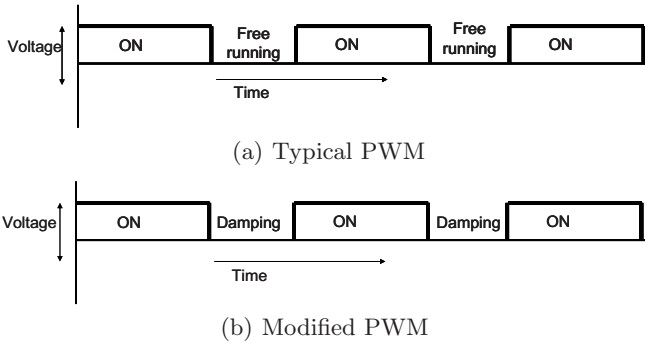 Voltage ON Free running ON Free running ON
Time
(a) Typical PWM
Voltage ON Damping ON Damping ON
Time
(b) Modified PWM